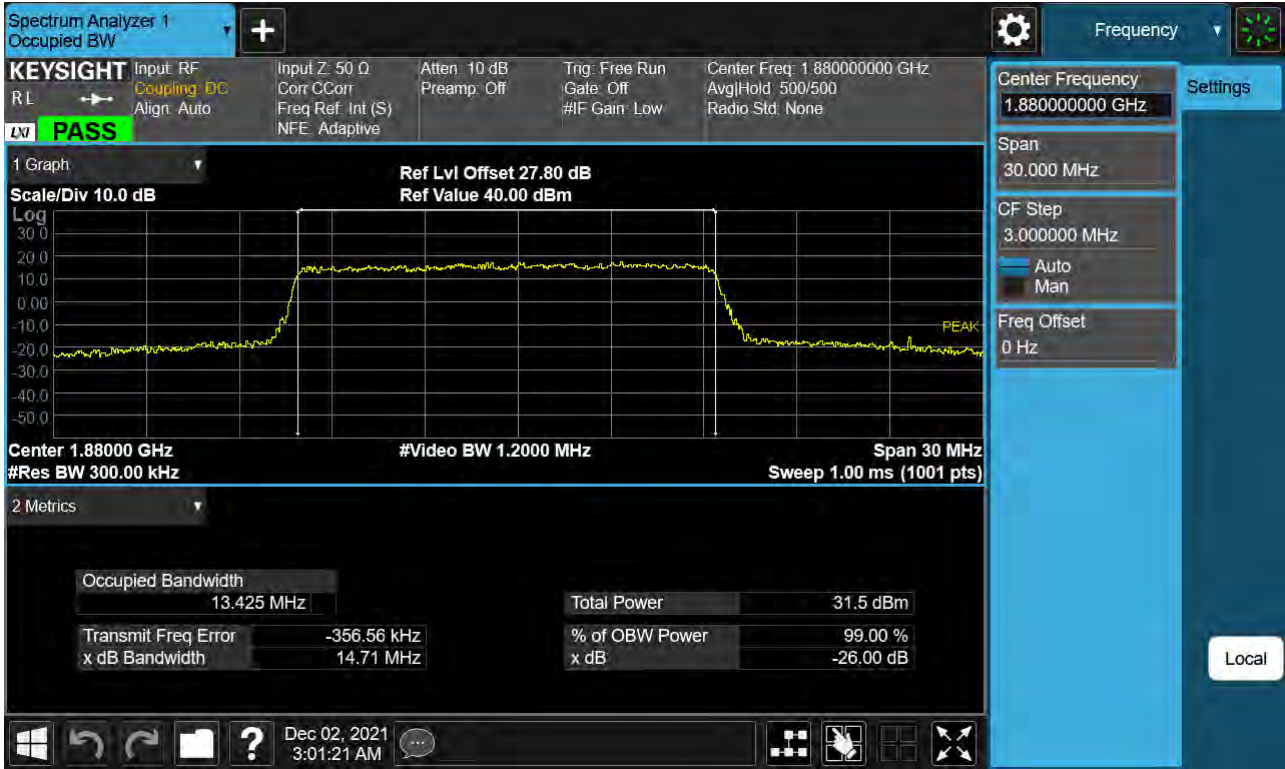 Spectrum Analyzer 1
Occupied BW
Frequency
KEYSIGHT
RL
LXI
PASS
Input: RF
Coupling: DC
Align: Auto
Input Z: 50 Ω
Corr CCorr
Freq Ref: Int (S)
NFE: Adaptive
Atten: 10 dB
Preamp: Off
Trig: Free Run
Gate: Off
#IF Gain: Low
Center Freq: 1.880000000 GHz
Avg|Hold: 500/500
Radio Std: None
Center Frequency
1.880000000 GHz
Settings
Span
30.000 MHz
CF Step
3.000000 MHz
Auto
Man
Freq Offset
0 Hz
Local
1 Graph
Scale/Div 10.0 dB
Ref Lvl Offset 27.80 dB
Ref Value 40.00 dBm
Log
30.0
20.0
10.0
0.00
-10.0
-20.0
-30.0
-40.0
-50.0
PEAK
Center 1.88000 GHz
#Video BW 1.2000 MHz
Span 30 MHz
#Res BW 300.00 kHz
Sweep 1.00 ms (1001 pts)
2 Metrics
Occupied Bandwidth
13.425 MHz
Total Power 31.5 dBm
Transmit Freq Error -356.56 kHz
% of OBW Power 99.00 %
x dB Bandwidth 14.71 MHz
x dB -26.00 dB
Dec 02, 2021
3:01:21 AM